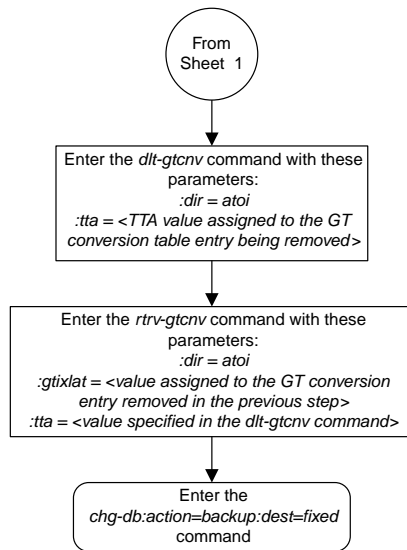 From
Sheet 1
Enter the dlt-gtcnv command with these
parameters:
:dir = atoi
:tta = <TTA value assigned to the GT
conversion table entry being removed>
Enter the rtrv-gtcnv command with these
parameters:
:dir = atoi
:gtixlat = <value assigned to the GT conversion
entry removed in the previous step>
:tta = <value specified in the dlt-gtcnv command>
Enter the
chg-db:action=backup:dest=fixed
command